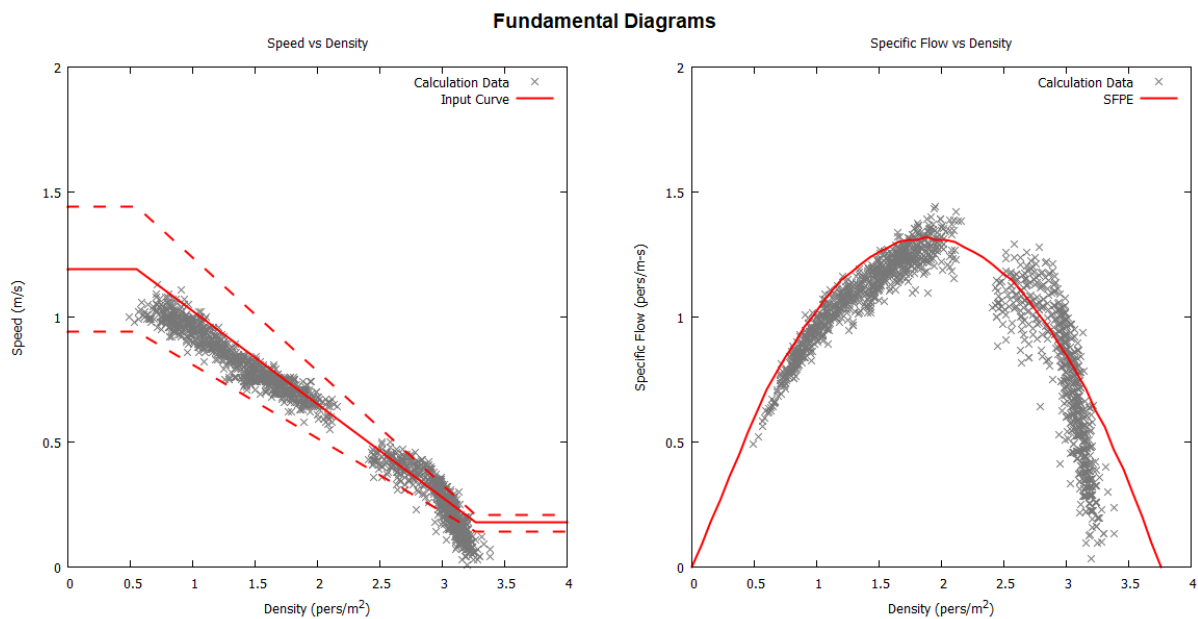 Fundamental Diagrams
Speed vs Density
2
1.5
1
0.5
0
Speed (m/s)
Calculation Data
Input Curve
0 0.5 1 1.5 2 2.5 3 3.5 4
Density (pers/m²)
Specific Flow vs Density
2
1.5
1
0.5
0
Specific Flow (pers/m-s)
Calculation Data
SFPE
0 0.5 1 1.5 2 2.5 3 3.5 4
Density (pers/m²)